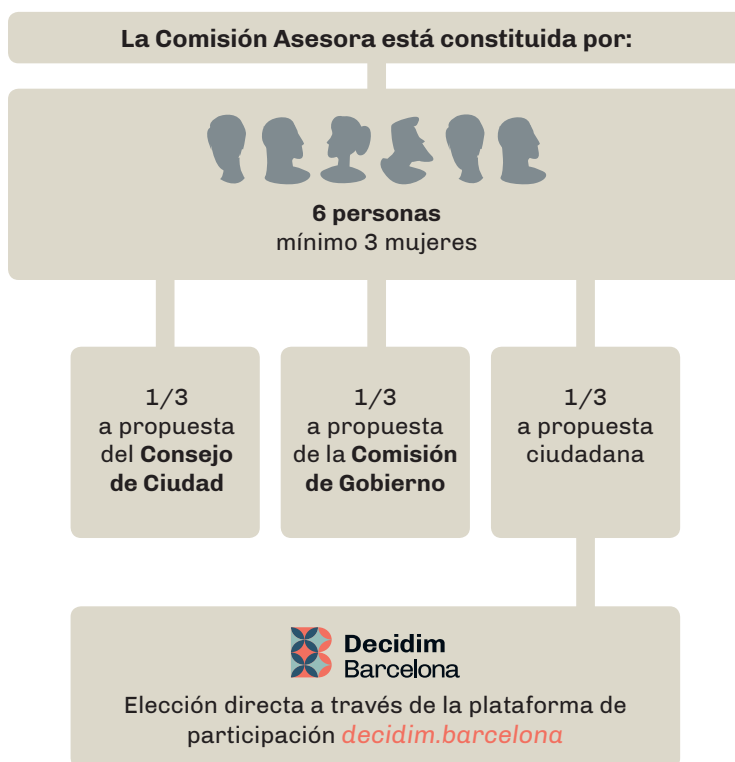 La Comisión Asesora está constituida por:
6 personas
mínimo 3 mujeres
1/3
a propuesta
del Consejo
de Ciudad
1/3
a propuesta
de la Comisión
de Gobierno
1/3
a propuesta
ciudadana
Decidim
Barcelona
Elección directa a través de la plataforma de
participación decidim.barcelona